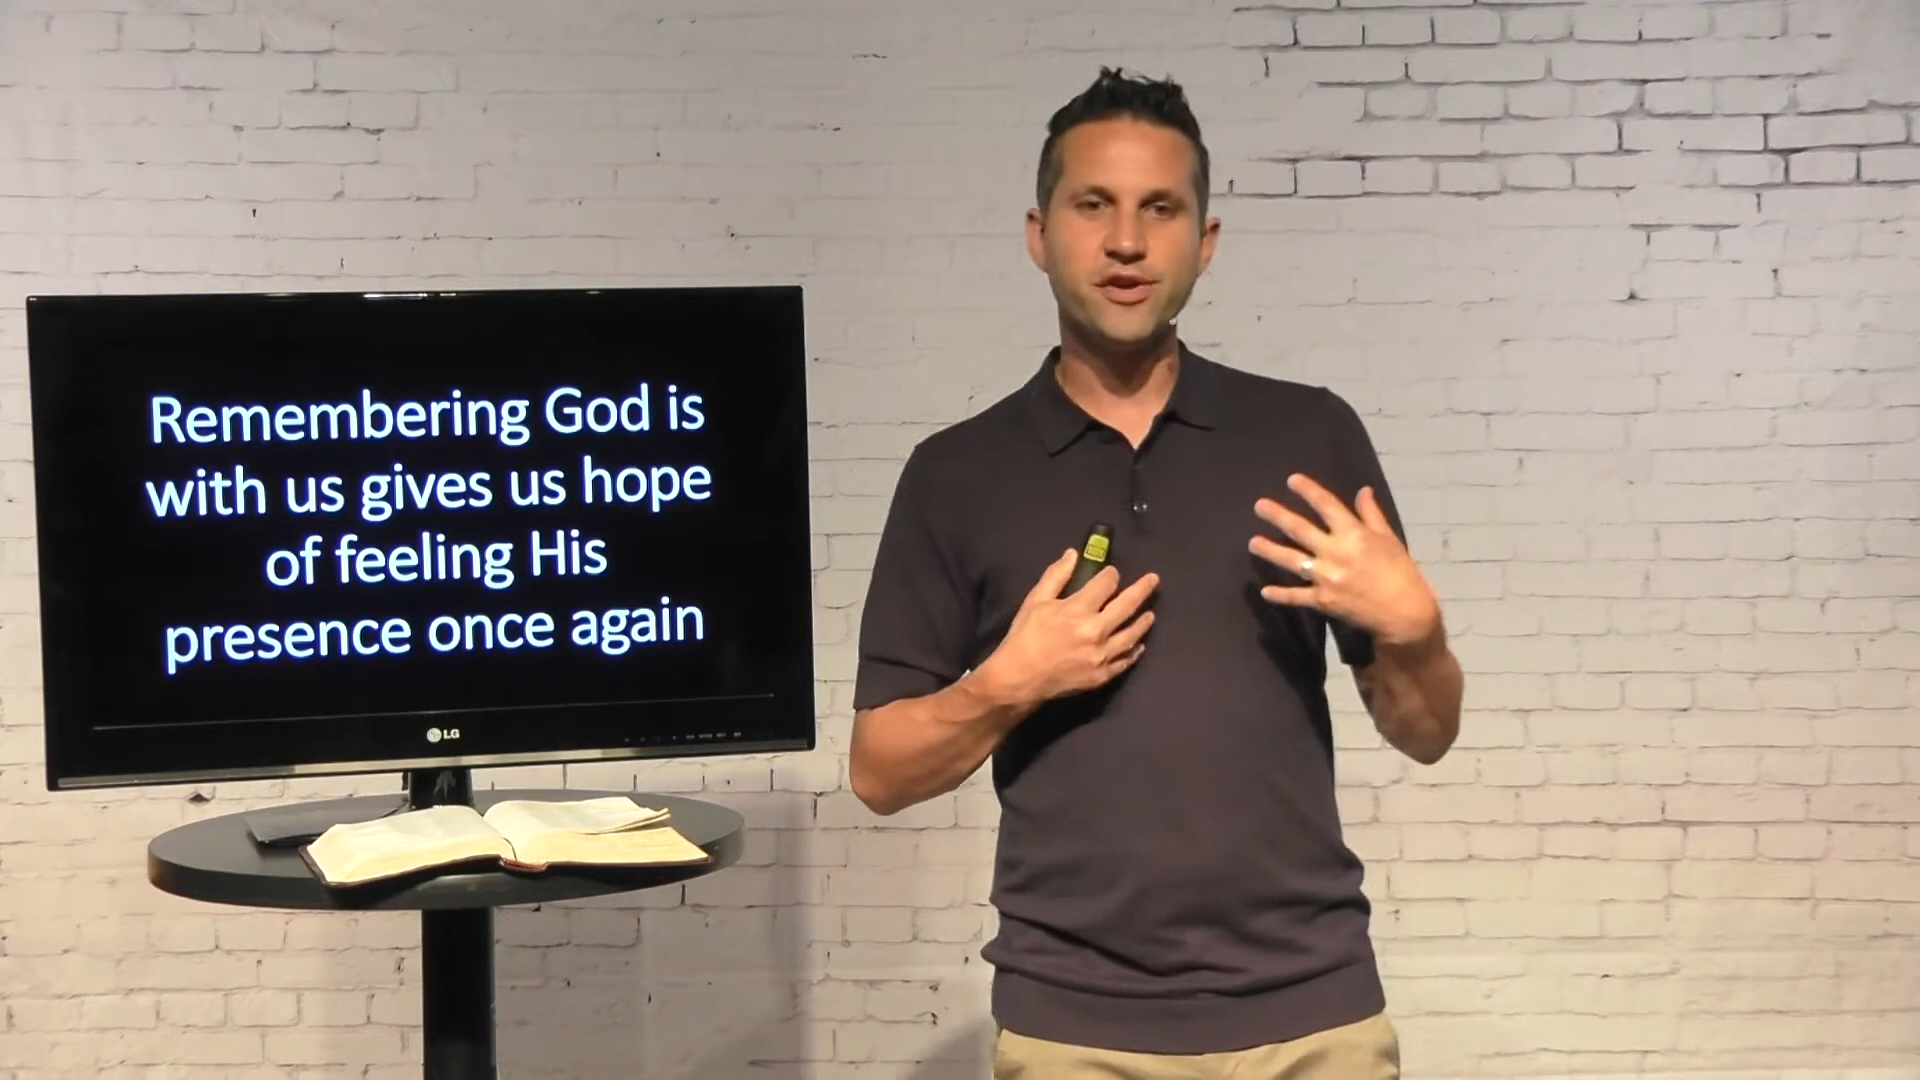 Remembering God is
with us gives us hope
of feeling His
presence once again
LG